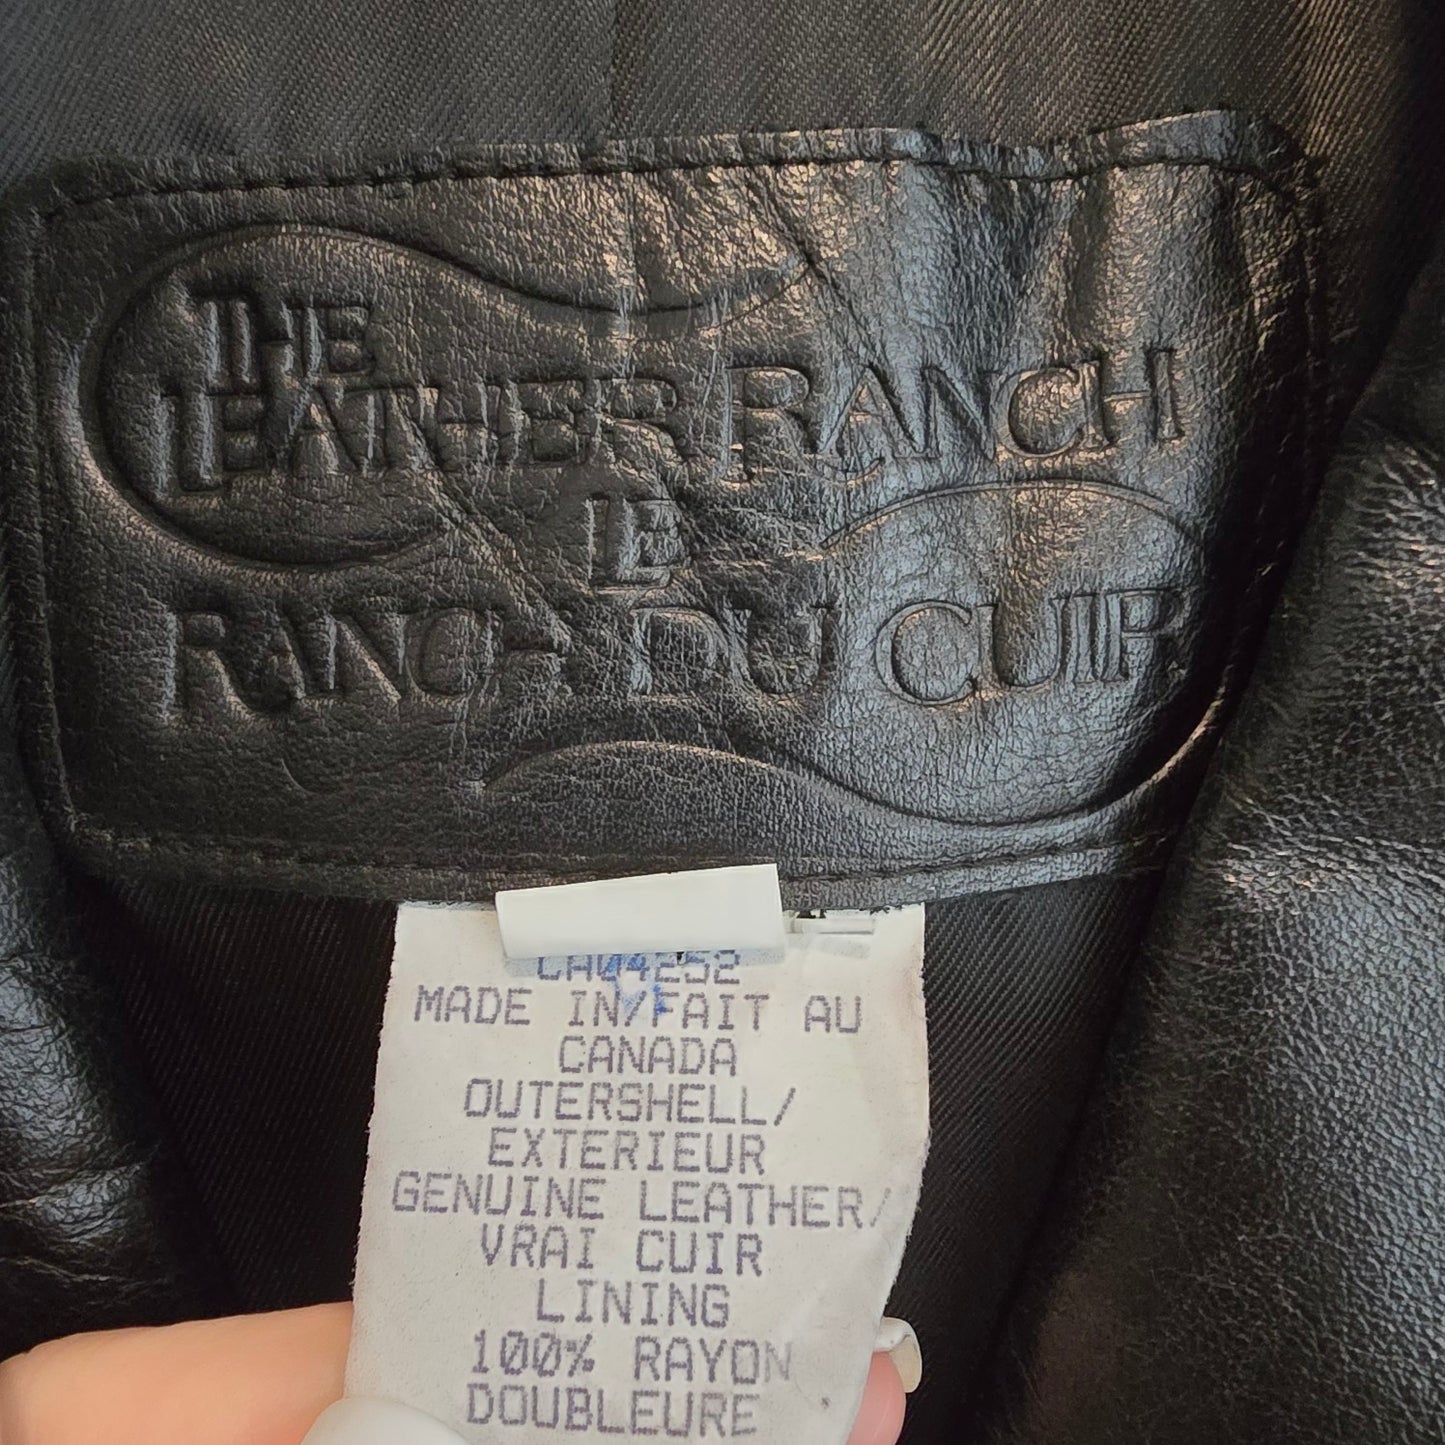 THE
LEATHER RANCH
LE
RANCH DU CUIR
CA04252
MADE IN/FAIT AU
CANADA
OUTERSHELL/
EXTERIEUR
GENUINE LEATHER/
VRAI CUIR
LINING
100% RAYON
DOUBLEURE